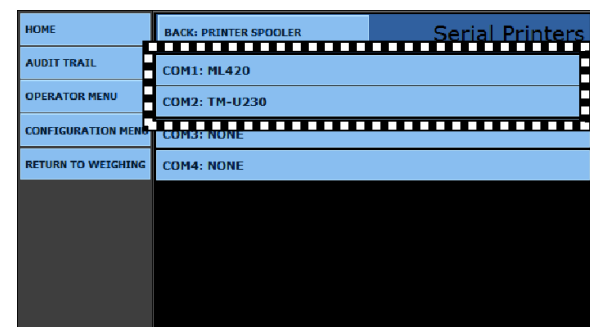 HOME
AUDIT TRAIL
OPERATOR MENU
CONFIGURATION MENU
RETURN TO WEIGHING
BACK: PRINTER SPOOLER
Serial Printers
COM1: ML420
COM2: TM-U230
COM3: NONE
COM4: NONE